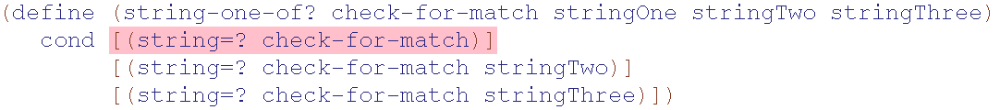 (define (string-one-of? check-for-match stringOne stringTwo stringThree)
cond [(string=? check-for-match)]
[(string=? check-for-match stringTwo)]
[(string=? check-for-match stringThree)])